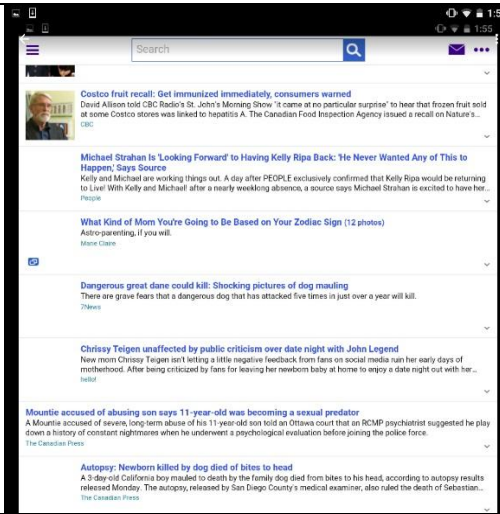 1:5
1:55
Search
Costco fruit recall: Get immunized immediately, consumers warned
David Allison told CBC Radio's St. John's Morning Show "it came at no particular surprise" to hear that frozen fruit sold
at some Costco stores was linked to hepatitis A. The Canadian Food Inspection Agency issued a recall on Nature's...
CBC
Michael Strahan Is 'Looking Forward' to Having Kelly Ripa Back: 'He Never Wanted Any of This to
Happen,' Says Source
Kelly and Michael are working things out. A day after PEOPLE exclusively confirmed that Kelly Ripa would be returning
to Live! With Kelly and Michael! after a nearly weeklong absence, a source says Michael Strahan is excited to have her...
People
What Kind of Mom You're Going to Be Based on Your Zodiac Sign (12 photos)
Astro-parenting, if you will.
Marie Claire
Dangerous great dane could kill: Shocking pictures of dog mauling
There are grave fears that a dangerous dog that has attacked five times in just over a year will kill.
7News
Chrissy Teigen unaffected by public criticism over date night with John Legend
New mom Chrissy Teigen isn't letting a little negative feedback from fans on social media ruin her early days of
motherhood. After being criticized by fans for leaving her newborn baby at home to enjoy a date night out with her...
hello!
Mountie accused of abusing son says 11-year-old was becoming a sexual predator
A Mountie accused of severe, long-term abuse of his 11-year-old son told an Ottawa court that an RCMP psychiatrist suggested he play
down a history of constant nightmares when he underwent a psychological evaluation before joining the police force.
The Canadian Press
Autopsy: Newborn killed by dog died of bites to head
A 3-day-old California boy mauled to death by the family dog died from bites to his head, according to autopsy results
released Monday. The autopsy, released by San Diego County's medical examiner, also ruled the death of Sebastian...
The Canadian Press